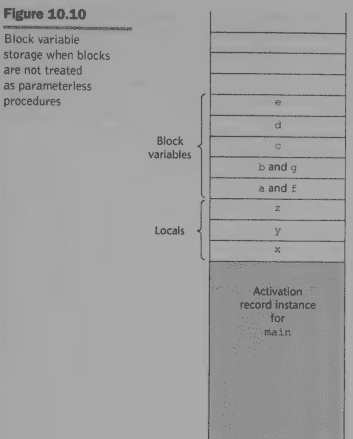 Figure 10.10
Block variable
storage when blocks
are not treated
as parameterless
procedures
e
d
c
b and g
a and f
Block
variables
z
y
x
Locals
Activation
record instance
for
main